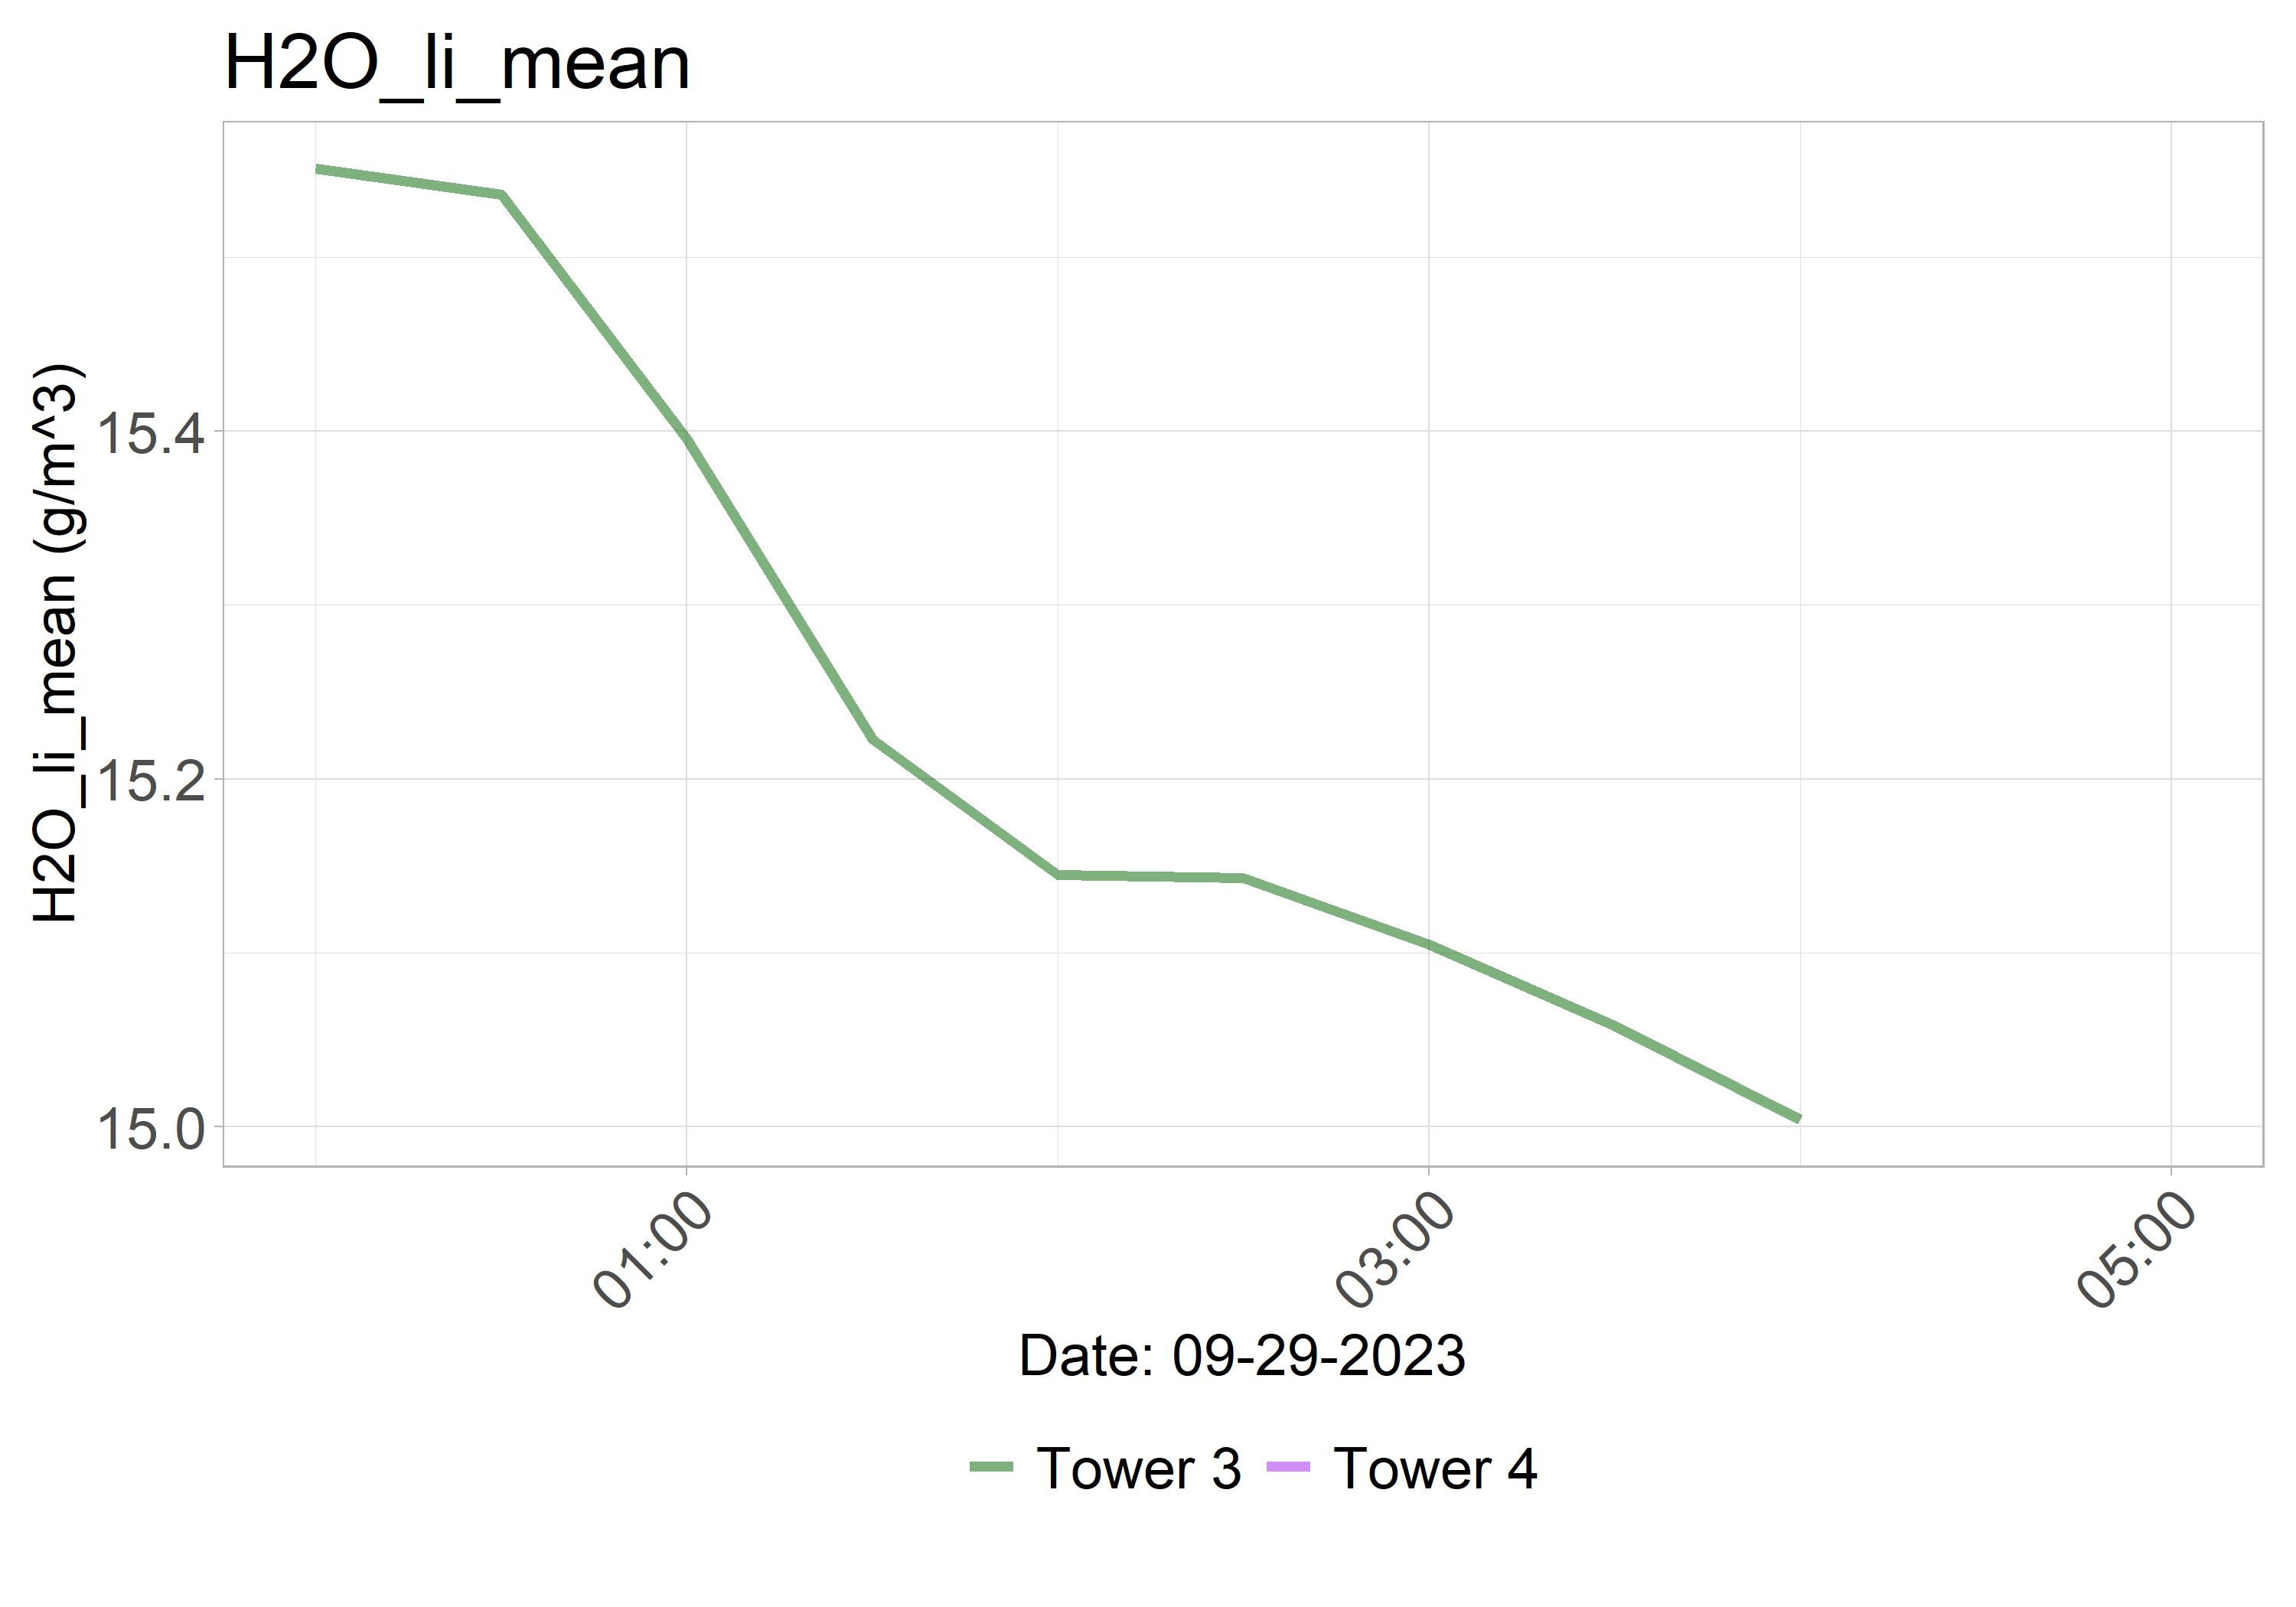 H2O_li_mean
H2O_li_mean (g/m^3)
15.4
15.2
15.0
01:00
03:00
05:00
Date: 09-29-2023
Tower 3
Tower 4